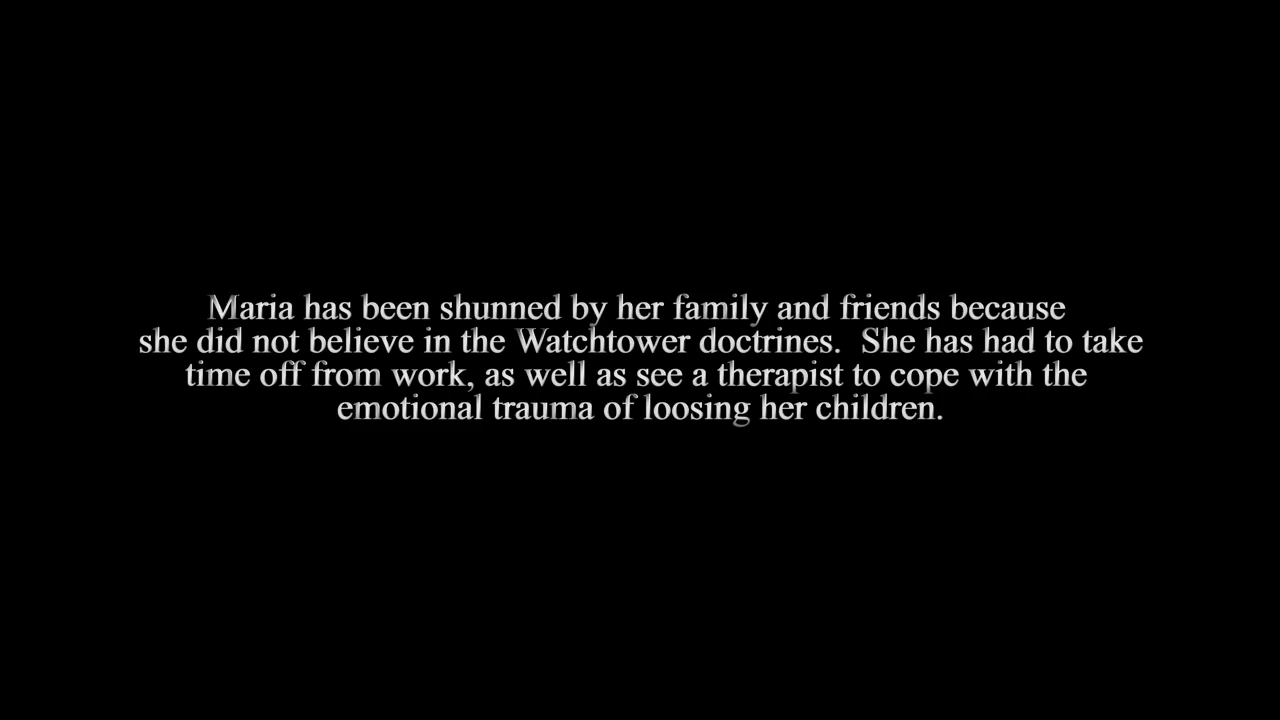 Maria has been shunned by her family and friends because
she did not believe in the Watchtower doctrines.  She has had to take
time off from work, as well as see a therapist to cope with the
emotional trauma of loosing her children.